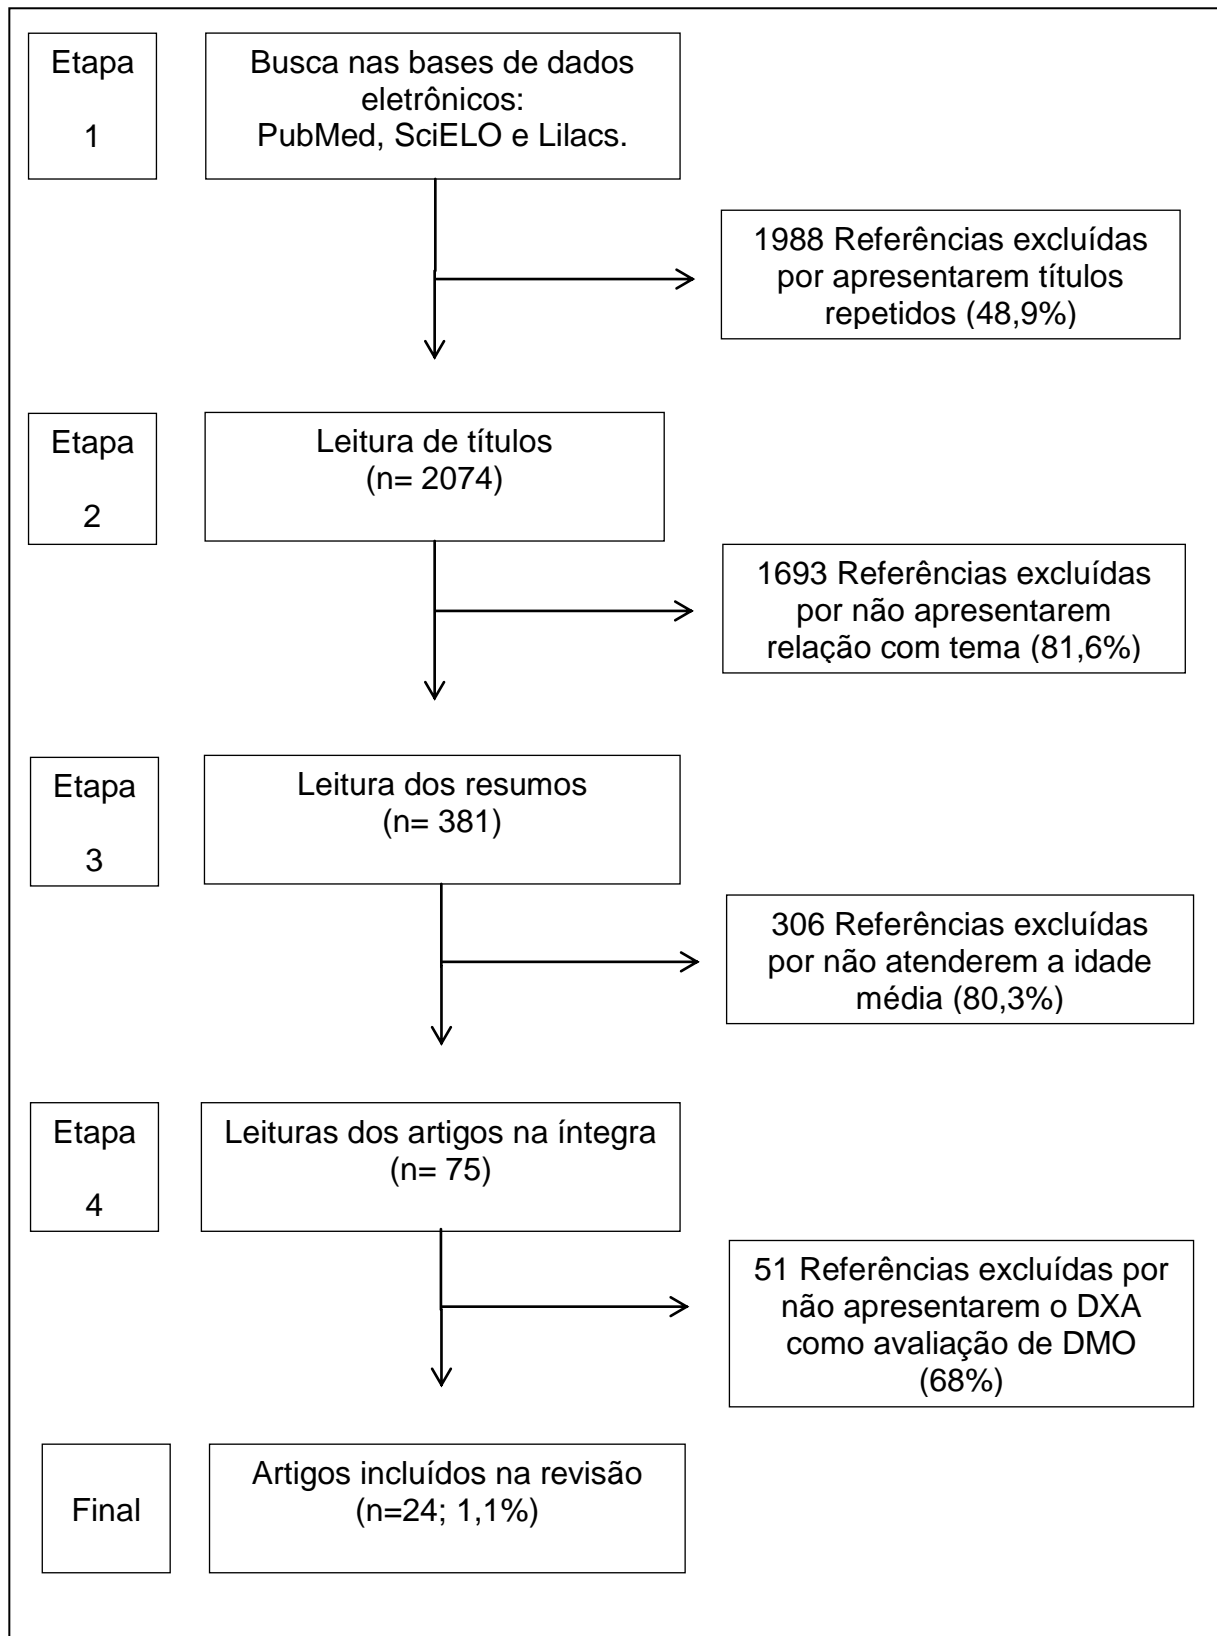 Etapa
1
Busca nas bases de dados
eletrônicos:
PubMed, SciELO e Lilacs.
1988 Referências excluídas
por apresentarem títulos
repetidos (48,9%)
Etapa
2
Leitura de títulos
(n= 2074)
1693 Referências excluídas
por não apresentarem
relação com tema (81,6%)
Etapa
3
Leitura dos resumos
(n= 381)
306 Referências excluídas
por não atenderem a idade
média (80,3%)
Etapa
4
Leituras dos artigos na íntegra
(n= 75)
51 Referências excluídas por
não apresentarem o DXA
como avaliação de DMO
(68%)
Final
Artigos incluídos na revisão
(n=24; 1,1%)